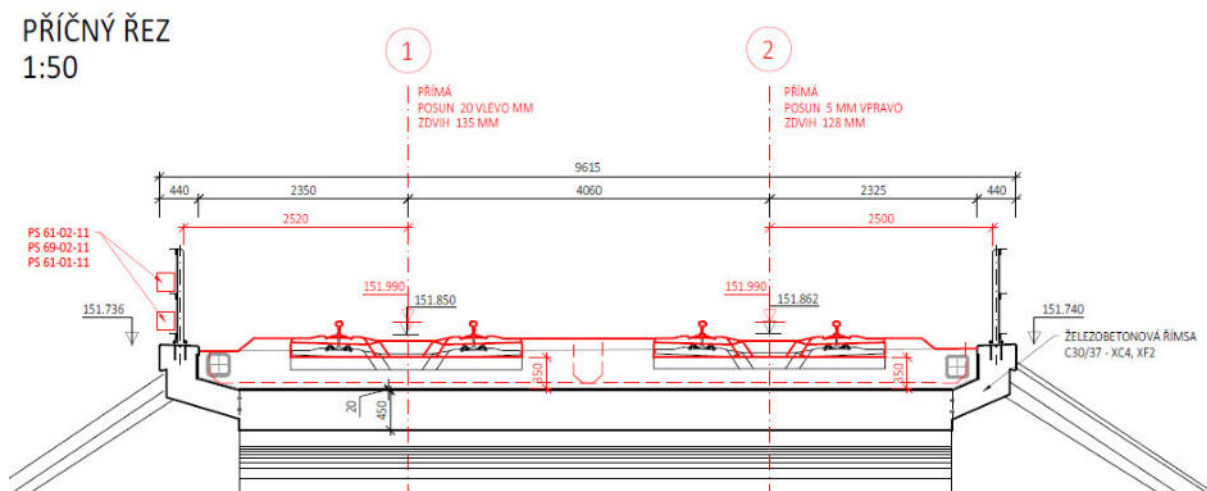 PŘÍČNÝ ŘEZ
1:50
1
2
PŘÍMÁ
POSUN 20 VLEVO MM
ZDVIH 135 MM
PŘÍMÁ
POSUN 5 MM VPRAVO
ZDVIH 128 MM
9615
440
2350
4060
2325
440
2520
2500
PS 61-02-11
PS 69-02-11
PS 61-01-11
151.736
151.990
151.850
151.990
151.862
151.740
ŽELEZOBETONOVÁ ŘÍMSA
C30/37 - XC4, XF2
350
350
20
450